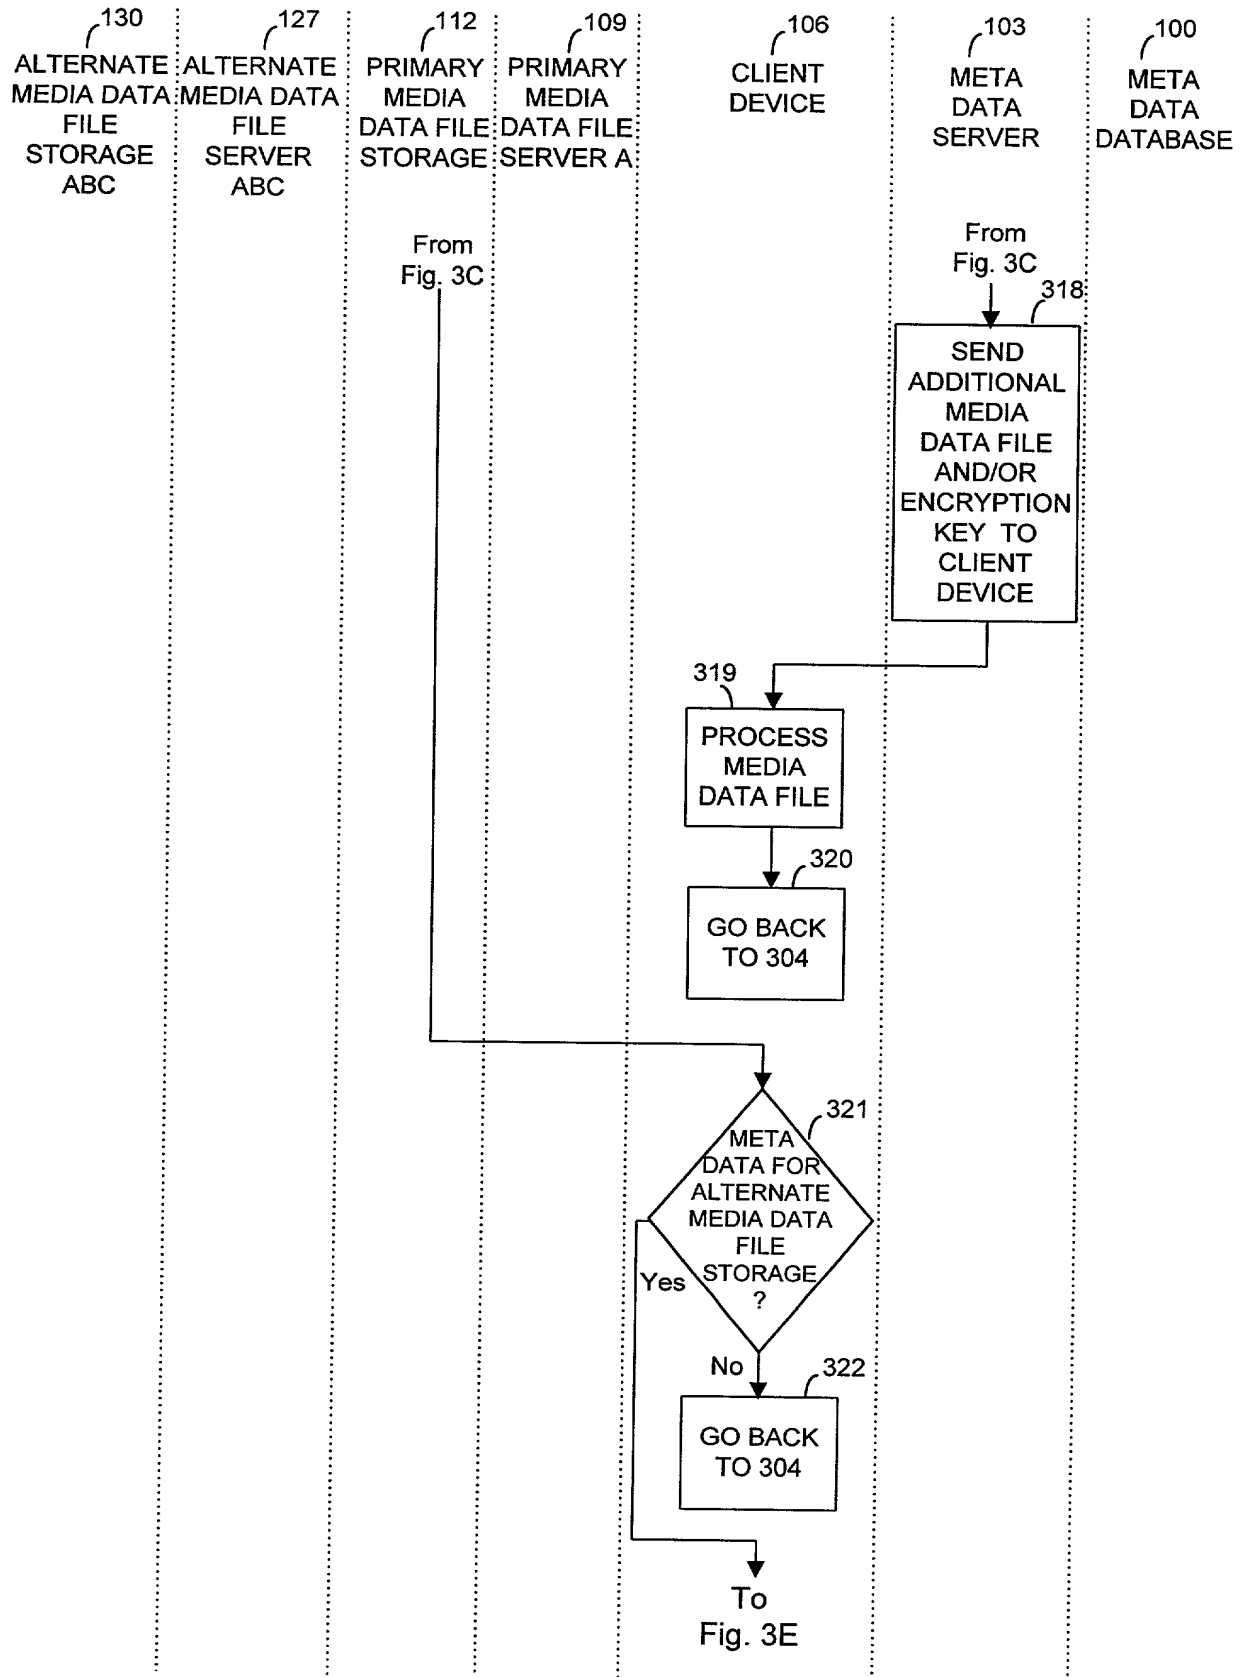 130
ALTERNATE
MEDIA DATA
FILE
STORAGE
ABC
127
ALTERNATE
MEDIA DATA
FILE
SERVER
ABC
112
PRIMARY
MEDIA
DATA FILE
STORAGE
109
PRIMARY
MEDIA
DATA FILE
SERVER A
106
CLIENT
DEVICE
103
META
DATA
SERVER
100
META
DATA
DATABASE
From
Fig. 3C
From
Fig. 3C
318
SEND
ADDITIONAL
MEDIA
DATA FILE
AND/OR
ENCRYPTION
KEY TO
CLIENT
DEVICE
319
PROCESS
MEDIA
DATA FILE
320
GO BACK
TO 304
321
META
DATA FOR
ALTERNATE
MEDIA DATA
FILE
STORAGE
?
Yes
No
322
GO BACK
TO 304
To
Fig. 3E